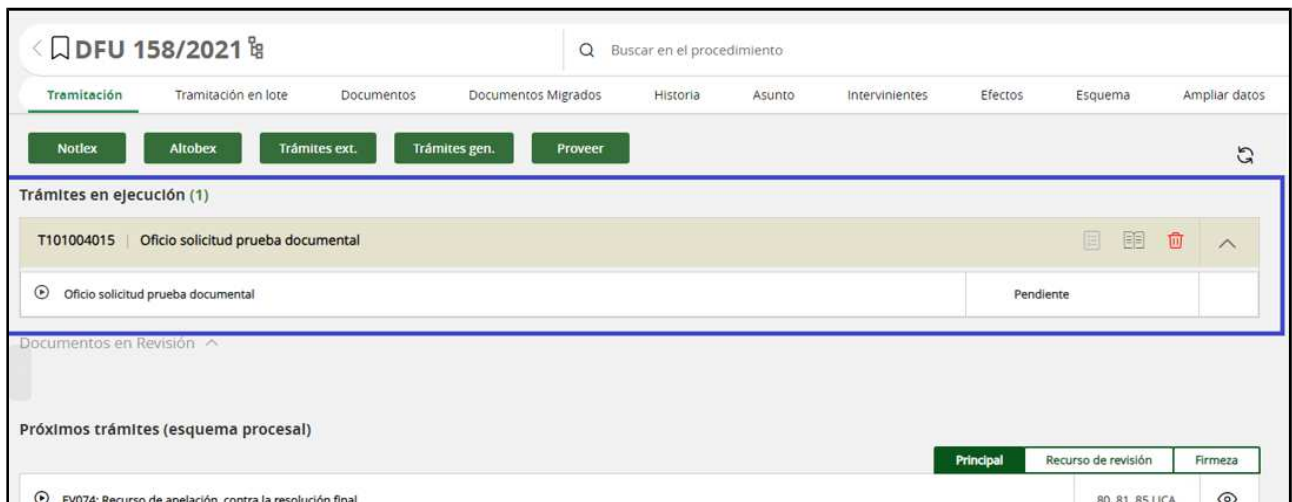 DFU 158/2021
Buscar en el procedimiento
Tramitación Tramitación en lote Documentos Documentos Migrados Historia Asunto Intervinientes Efectos Esquema Ampliar datos
Notlex Altobex Trámites ext. Trámites gen. Proveer
Trámites en ejecución (1)
T101004015 | Oficio solicitud prueba documental
Oficio solicitud prueba documental Pendiente
Documentos en Revisión
Próximos trámites (esquema procesal)
Principal Recurso de revisión Firmeza
EV074: Recurso de apelación, contra la resolución final 80, 81, 85 LJCA